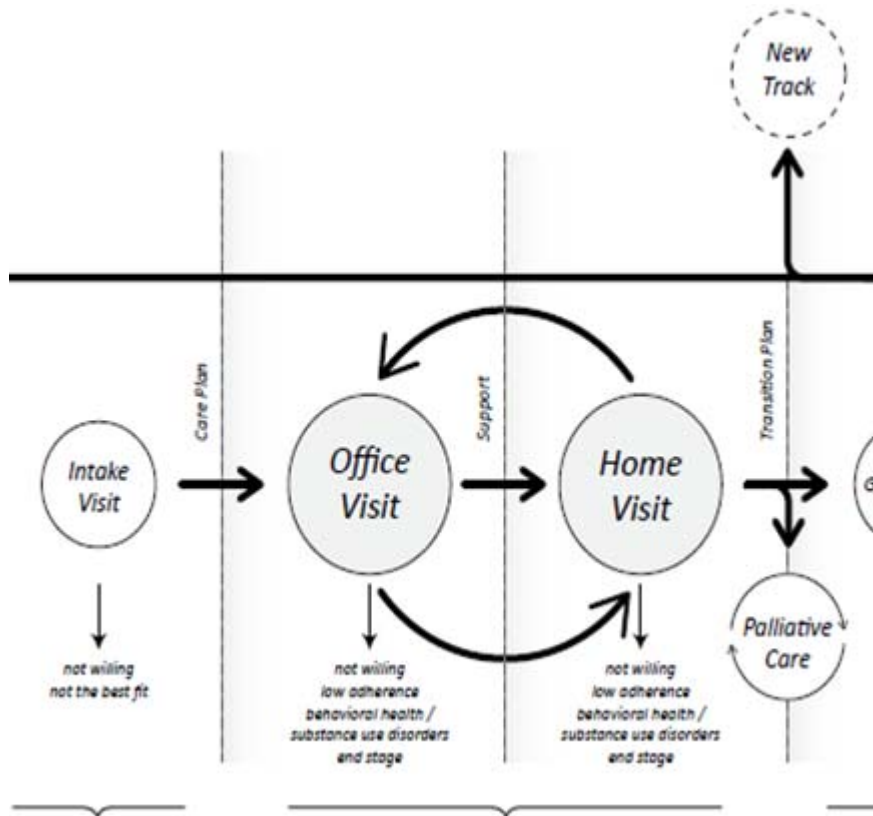 New
Track
Care Plan
Support
Transition Plan
Intake
Visit
Office
Visit
Home
Visit
Palliative
Care
not willing
not the best fit
not willing
low adherence
behavioral health /
substance use disorders
end stage
not willing
low adherence
behavioral health /
substance use disorders
end stage